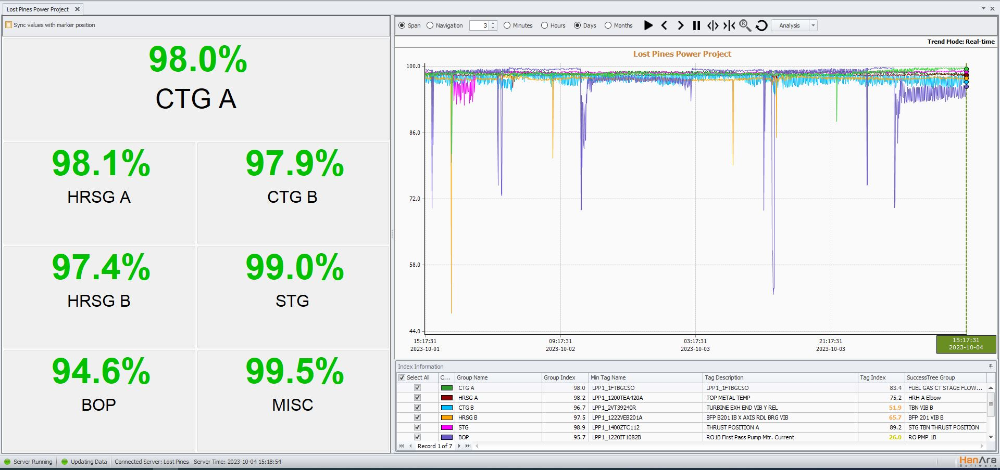 Lost Pines Power Project
Sync values with marker position
98.0%
CTG A
98.1%
HRSG A
97.9%
CTG B
97.4%
HRSG B
99.0%
STG
94.6%
BOP
99.5%
MISC
Span Navigation 3 Minutes Hours Days Months Analysis
Trend Mode: Real-time
Lost Pines Power Project
100.0
86.0
72.0
58.0
44.0
15:17:31 09:17:31 03:17:31 21:17:31 15:17:31
2023-10-01 2023-10-02 2023-10-03 2023-10-03 2023-10-04
Index Information
Select All C... Group Name Group Index Min Tag Name Tag Description Tag Index SuccessTree Group
CTG A 98.0 LPP1_1FTBGCSO LPP1_1FTBGCSO 83.4 FUEL GAS CT STAGE FLOW...
HRSG A 98.2 LPP1_1200TEA420A TOP METAL TEMP 75.2 HRH A Elbow
CTG B 96.7 LPP1_2VT39240R TURBINE EXH END VIB Y REL 51.9 TBN VIB B
HRSG B 97.5 LPP1_1222VEB201A BFP B201 IB X AXIS RDL BRG VIB 65.7 BFP 201 VIB B
STG 98.9 LPP1_1400ZTC112 THRUST POSITION A 89.2 STG TBN THRUST POSITION
BOP 95.7 LPP1_1220IT1082B RO1B First Pass Pump Mtr. Current 26.0 RO PMP 1B
Record 1 of 7
Server Running Updating Data Connected Server: Lost Pines Server Time: 2023-10-04 15:18:54
HanAra
Software